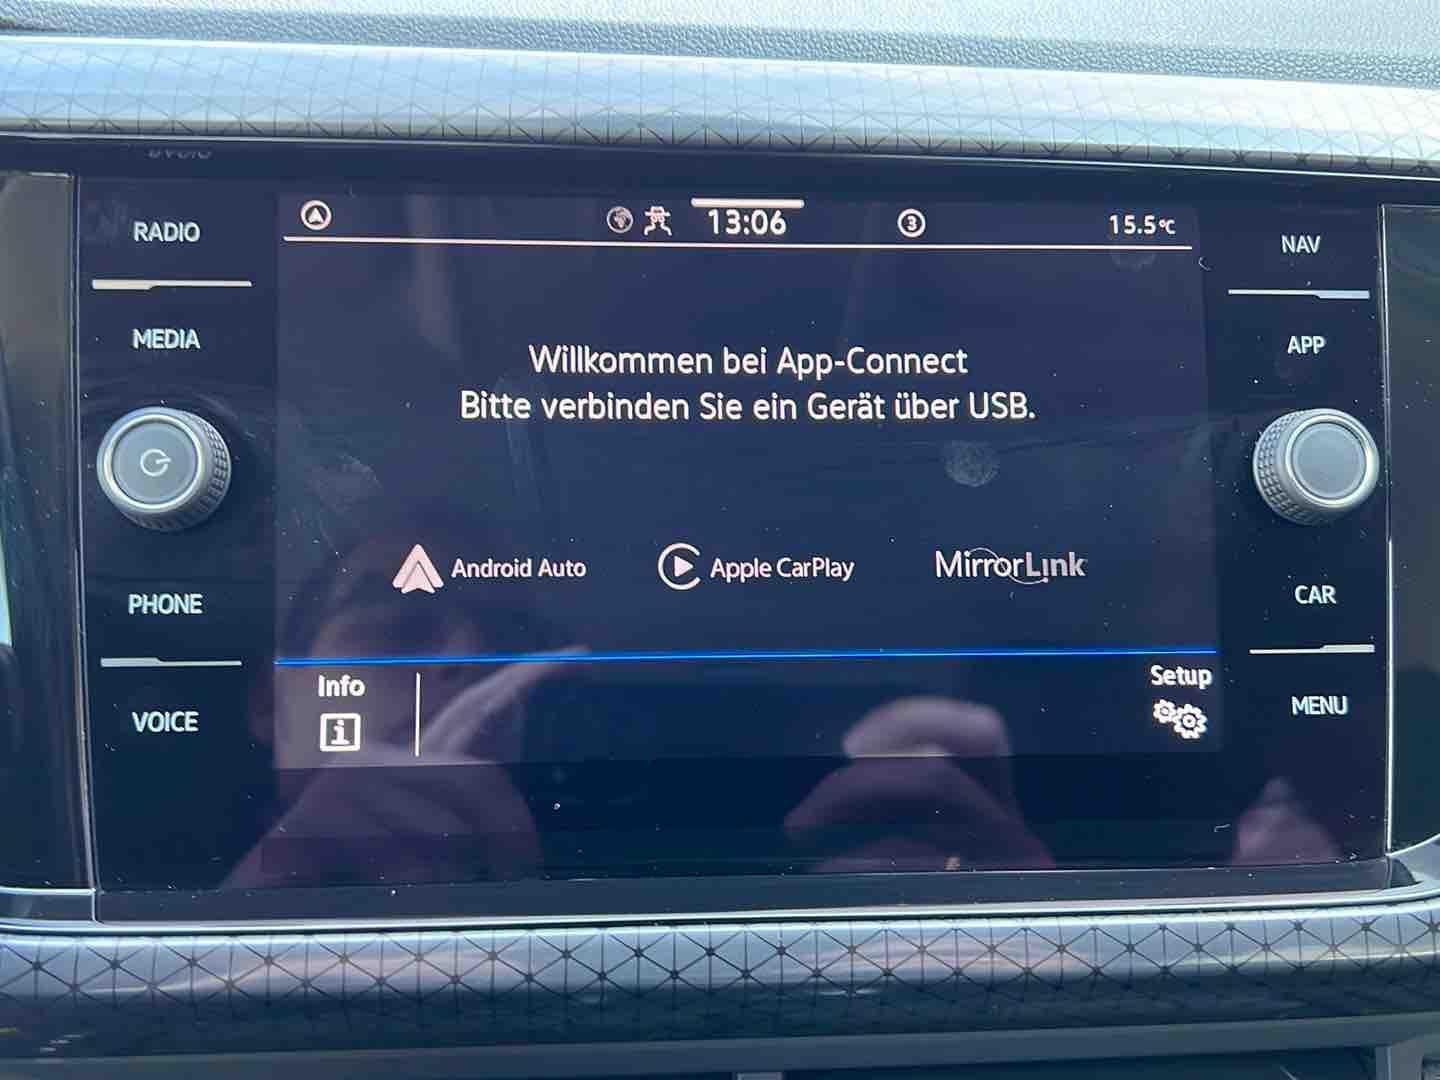 RADIO
MEDIA
PHONE
VOICE
13:06
3
15.5°C
Willkommen bei App-Connect
Bitte verbinden Sie ein Gerät über USB.
Android Auto
Apple CarPlay
MirrorLink
Info
i
Setup
NAV
APP
CAR
MENU